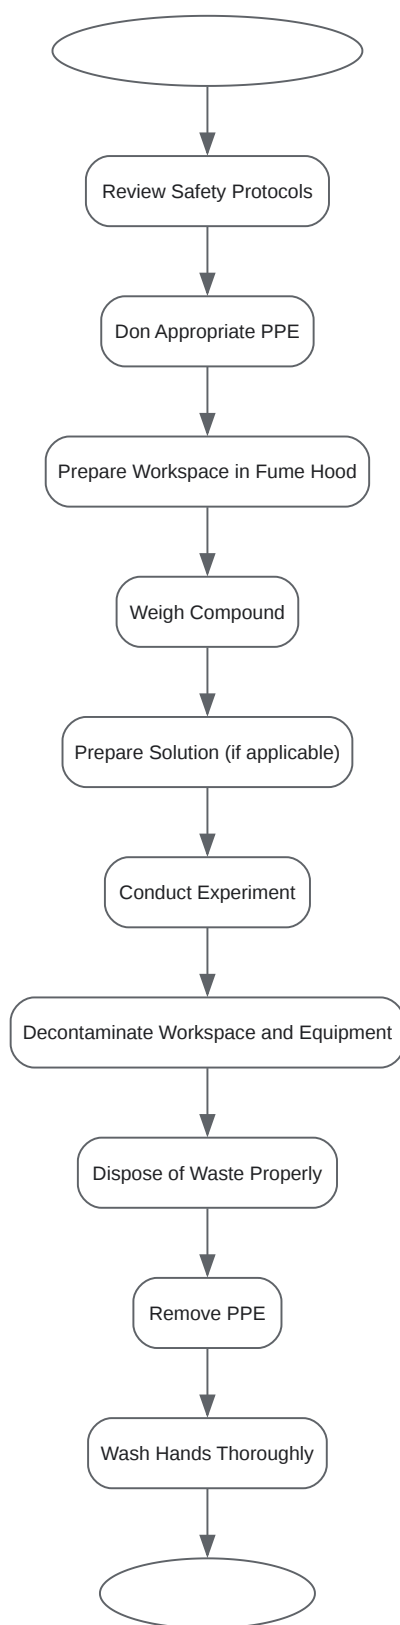 Review Safety Protocols
Don Appropriate PPE
Prepare Workspace in Fume Hood
Weigh Compound
Prepare Solution (if applicable)
Conduct Experiment
Decontaminate Workspace and Equipment
Dispose of Waste Properly
Remove PPE
Wash Hands Thoroughly